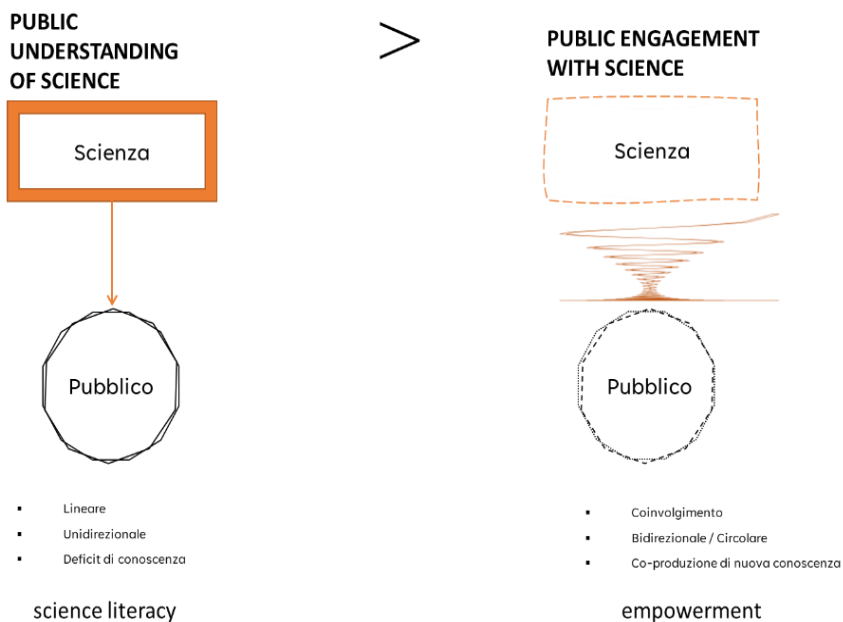 PUBLIC
UNDERSTANDING
OF SCIENCE
Scienza
Pubblico
▪ Lineare
▪ Unidirezionale
▪ Deficit di conoscenza
science literacy
>
PUBLIC ENGAGEMENT
WITH SCIENCE
Scienza
Pubblico
▪ Coinvolgimento
▪ Bidirezionale / Circolare
▪ Co-produzione di nuova conoscenza
empowerment